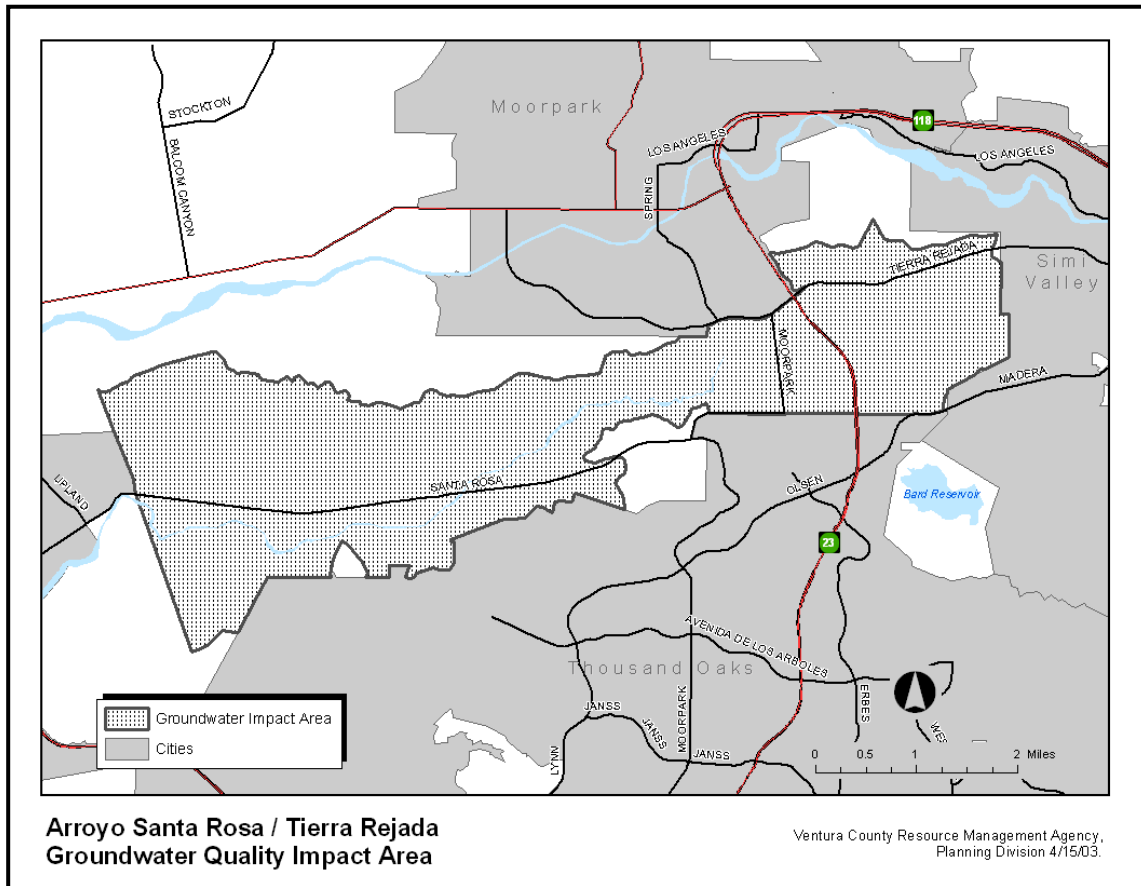 STOCKTON
Moorpark
118
LOS ANGELES
LOS ANGELES
BALCOM CANYON
SPRING
TIERRA REJADA
Simi
Valley
MOORPARK
MADERA
UPLAND
SANTA ROSA
OLSEN
Bard Reservoir
23
AVENIDA DE LOS ARBOLES
Thousand Oaks
ERBES
WES
JANSS
JANSS
JANSS
MOORPARK
LYNN
Groundwater Impact Area
Cities
0 0.5 1 2 Miles
Arroyo Santa Rosa / Tierra Rejada
Groundwater Quality Impact Area
Ventura County Resource Management Agency,
Planning Division 4/15/03.